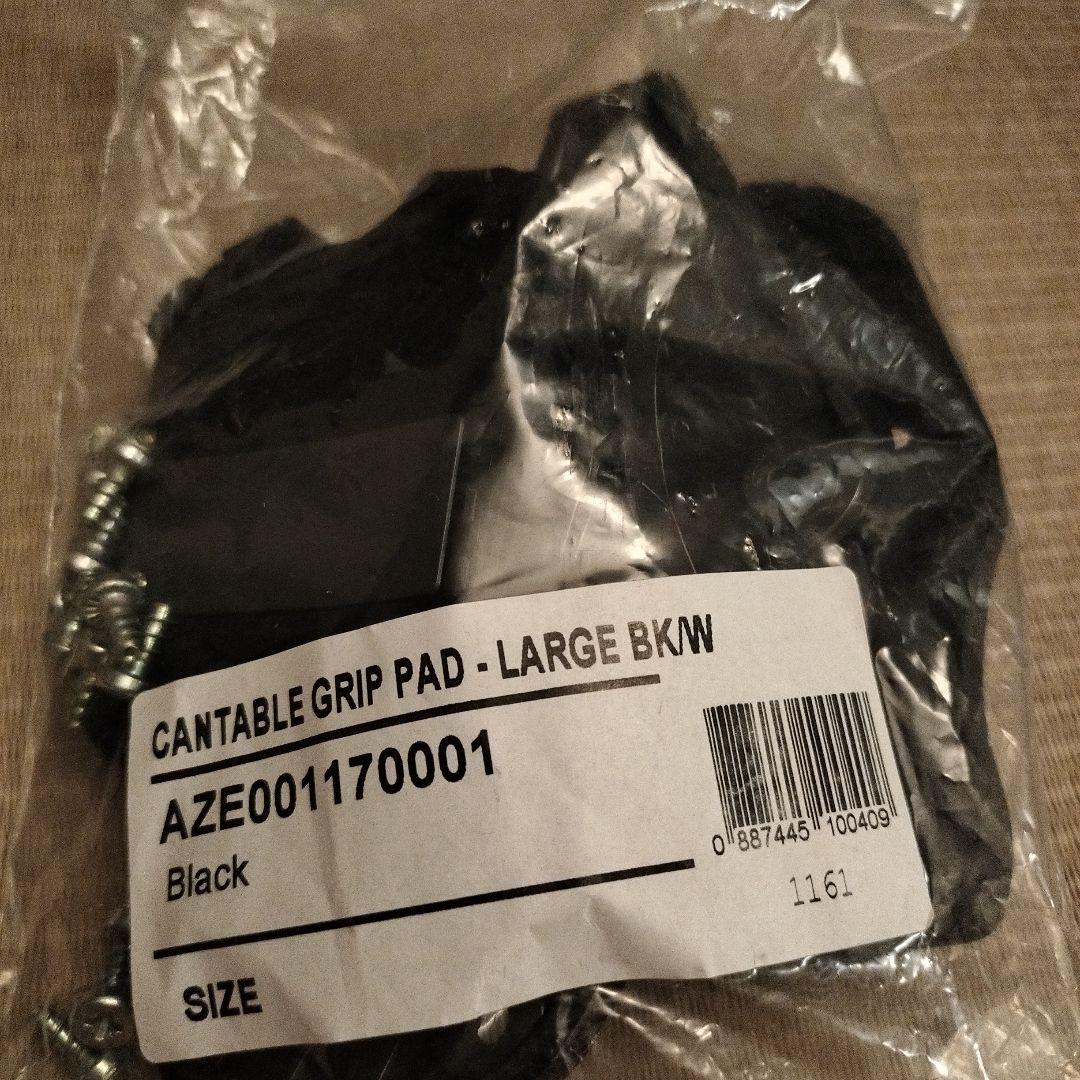 CANTABLE GRIP PAD - LARGE BK/W
AZE001170001
Black
0 887445 100409
1161
SIZE